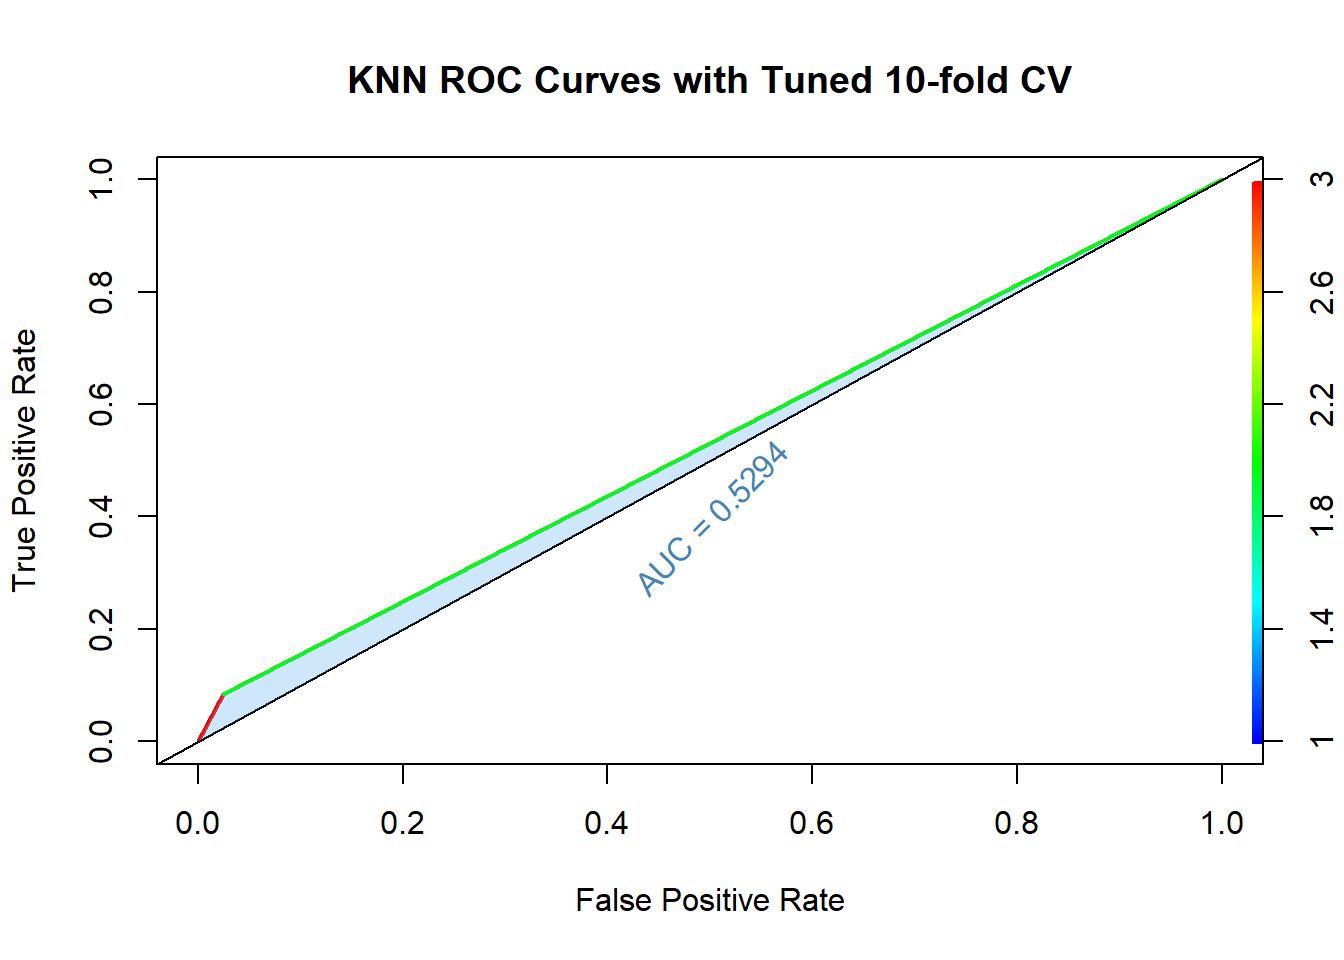 KNN ROC Curves with Tuned 10-fold CV
True Positive Rate
1.0
0.8
0.6
0.4
0.2
0.0
AUC = 0.5294
3
2.6
2.2
1.8
1.4
1
0.0 0.2 0.4 0.6 0.8 1.0
False Positive Rate